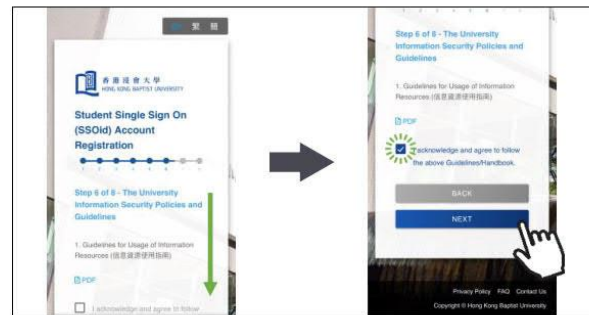 繁 簡
香港浸會大學
HONG KONG BAPTIST UNIVERSITY
Student Single Sign On
(SSOid) Account
Registration
Step 6 of 8 - The University
Information Security Policies and
Guidelines
1. Guidelines for Usage of Information
Resources (信息資源使用指南)
PDF
I acknowledge and agree to follow
Step 6 of 8 - The University
Information Security Policies and
Guidelines
1. Guidelines for Usage of Information
Resources (信息資源使用指南)
PDF
I acknowledge and agree to follow
the above Guidelines/Handbook.
BACK
NEXT
Privacy Policy FAQ Contact Us
Copyright © Hong Kong Baptist University